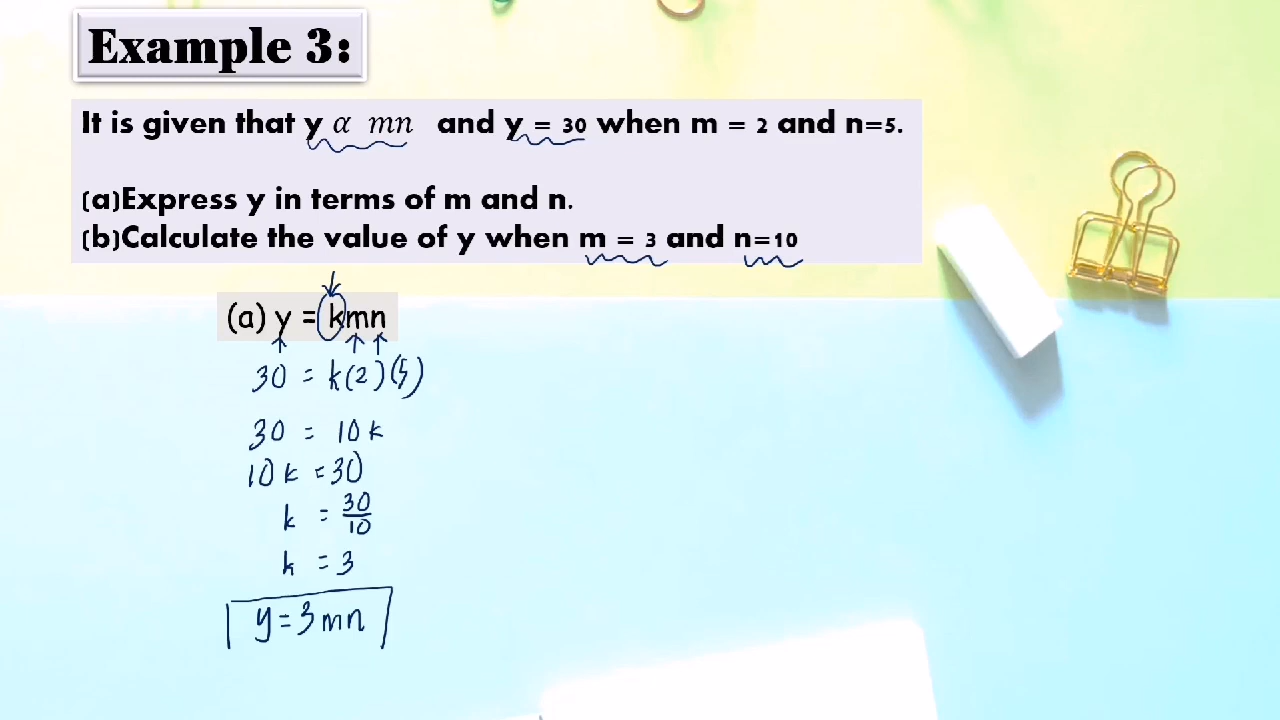 Example 3:
It is given that y α mn and y = 30 when m = 2 and n=5.
(a)Express y in terms of m and n.
(b)Calculate the value of y when m = 3 and n=10
(a) y = kmn
30 = k(2)(5)
30 = 10k
10k = 30
k = 30/10
k = 3
y = 3mn